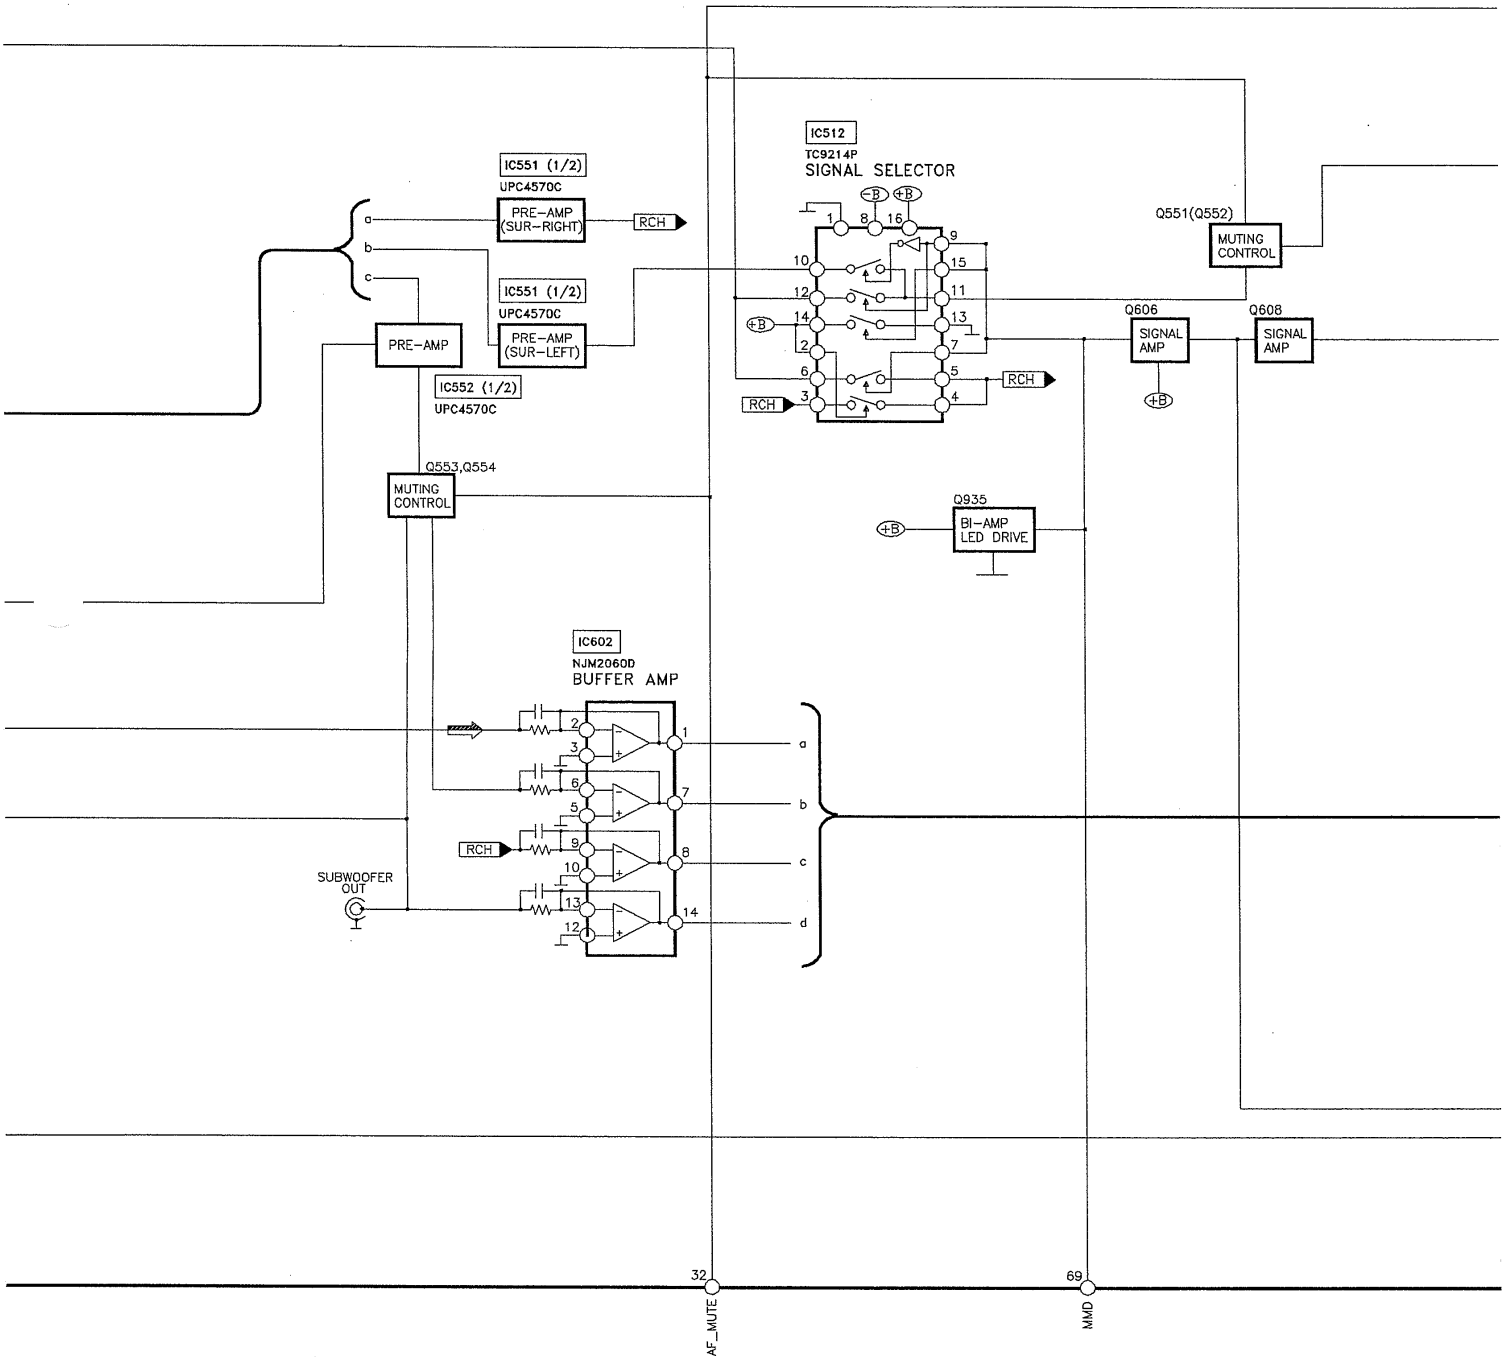 IC512
TC9214P
SIGNAL SELECTOR
-B
+B
1
8
16
9
10
15
12
11
+B
14
13
2
7
6
5
RCH
RCH
3
4
IC551 (1/2)
UPC4570C
PRE-AMP
(SUR-RIGHT)
RCH
a
b
c
IC551 (1/2)
UPC4570C
PRE-AMP
(SUR-LEFT)
PRE-AMP
IC552 (1/2)
UPC4570C
Q551(Q552)
MUTING
CONTROL
Q606
SIGNAL
AMP
+B
Q608
SIGNAL
AMP
Q553,Q554
MUTING
CONTROL
Q935
+B
BI-AMP
LED DRIVE
IC602
NJM2060D
BUFFER AMP
2
-
1
a
3
+
6
-
7
b
5
+
RCH
9
-
8
c
10
+
SUBWOOFER
OUT
13
-
14
d
12
+
32
AF_MUTE
69
MMD